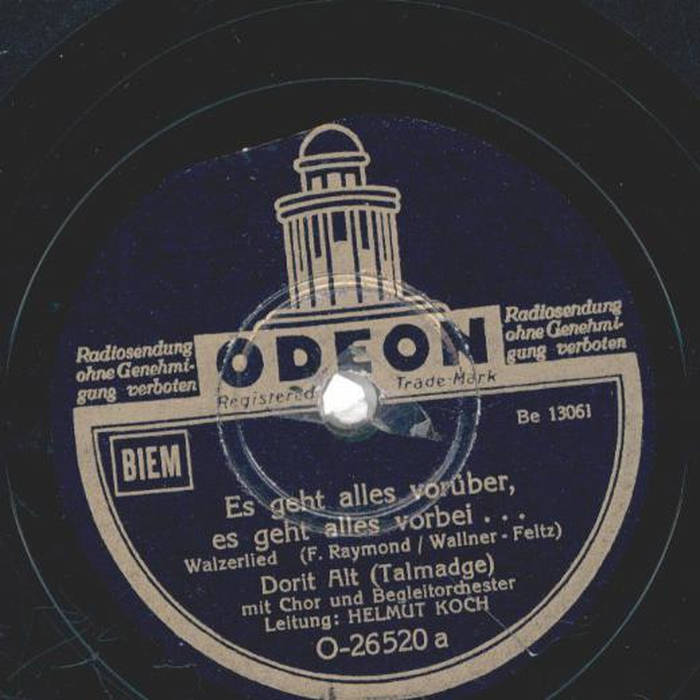 ODEON
Registered Trade-Mark
Radiosendung
ohne Genehmi-
gung verboten
Radiosendung
ohne Genehmi-
gung verboten
Be 13061
BIEM
Es geht alles vorüber,
es geht alles vorbei . . .
Walzerlied (F. Raymond / Wallner - Feltz)
Dorit Alt (Talmadge)
mit Chor und Begleitorchester
Leitung: HELMUT KOCH
O-26520 a